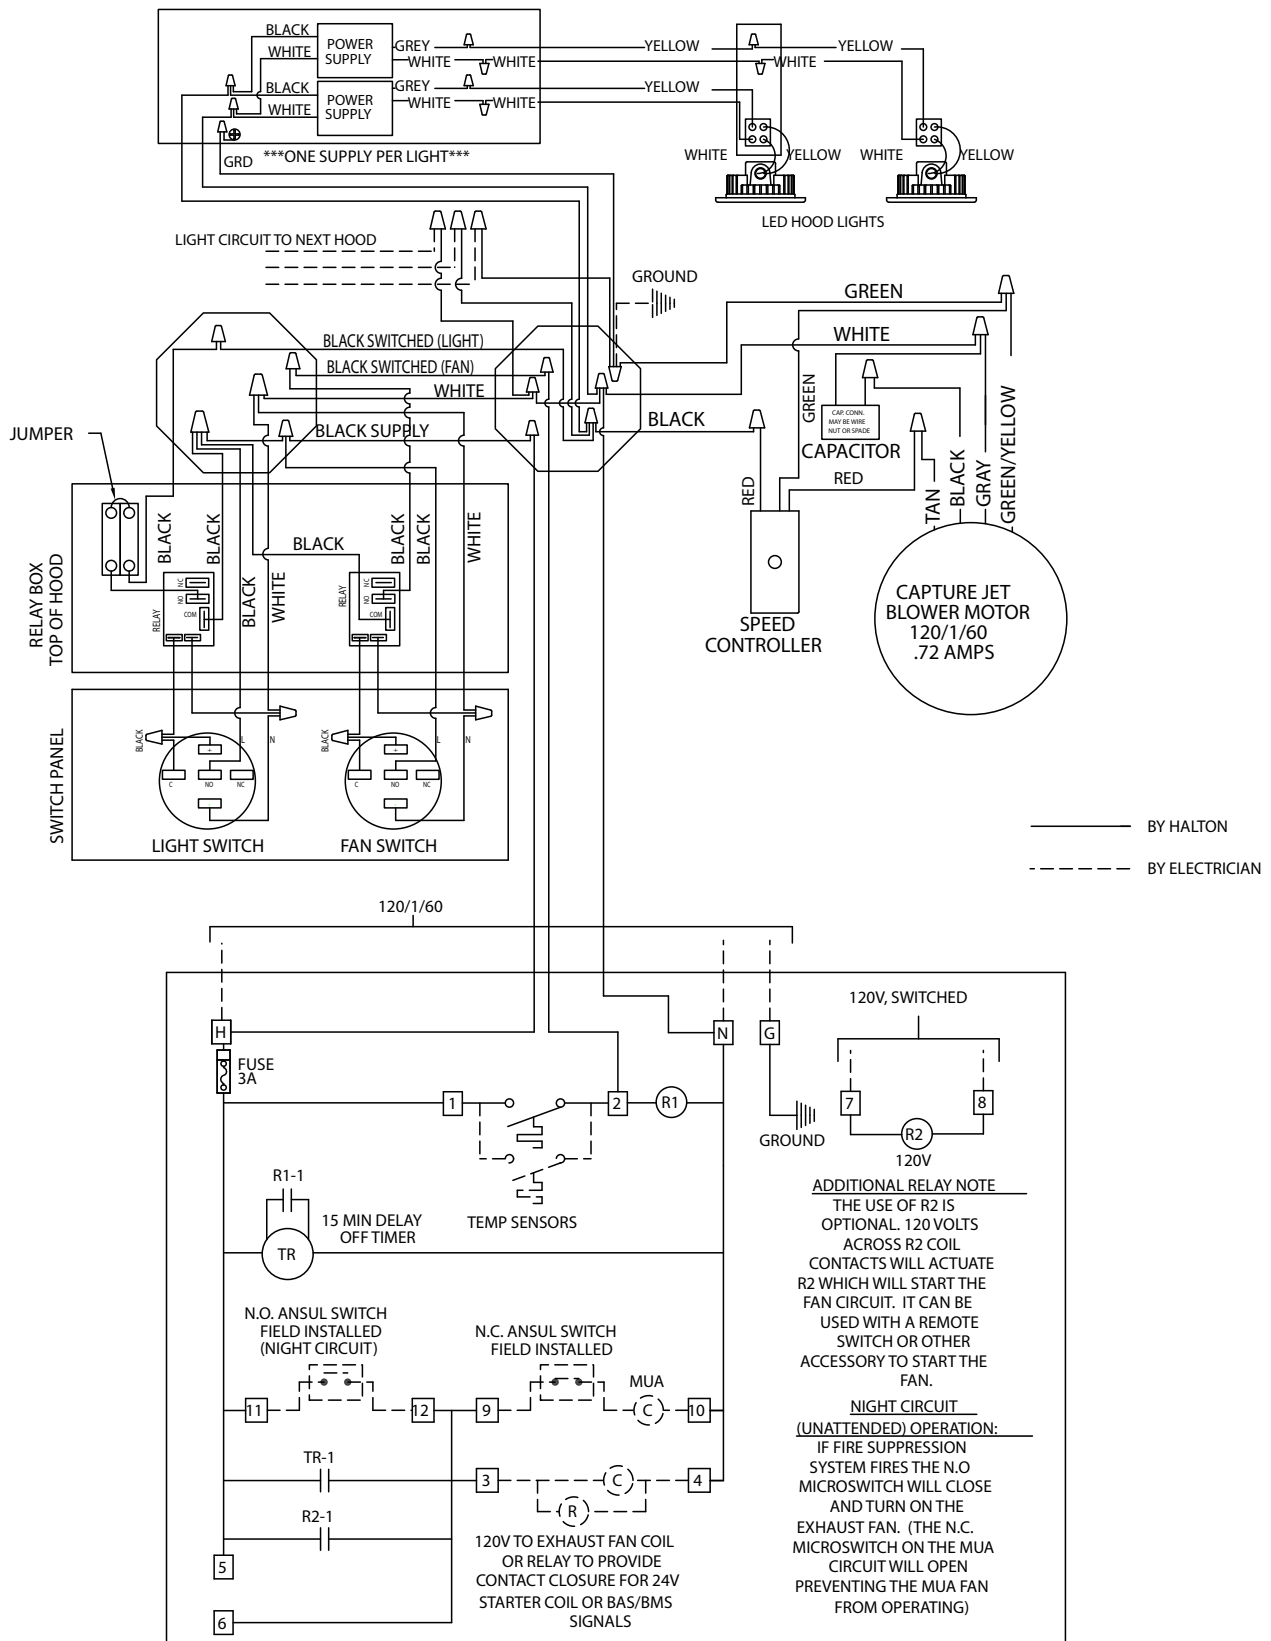 BLACK
WHITE
POWER
SUPPLY
GREY
WHITE
WHITE
YELLOW
YELLOW
WHITE
BLACK
WHITE
POWER
SUPPLY
GREY
WHITE
WHITE
YELLOW
GRD
***ONE SUPPLY PER LIGHT***
WHITE
YELLOW
WHITE
YELLOW
LED HOOD LIGHTS
LIGHT CIRCUIT TO NEXT HOOD
GROUND
GREEN
WHITE
BLACK SWITCHED (LIGHT)
BLACK SWITCHED (FAN)
WHITE
BLACK SUPPLY
BLACK
GREEN
CAP. CONN.
MAY BE WIRE
NUT OR SPADE
CAPACITOR
RED
RED
TAN
BLACK
GRAY
GREEN/YELLOW
JUMPER
RELAY BOX
TOP OF HOOD
BLACK
BLACK
BLACK
WHITE
BLACK
BLACK
BLACK
WHITE
RELAY
N.C
NO
COM
RELAY
N.C
NO
COM
SPEED
CONTROLLER
CAPTURE JET
BLOWER MOTOR
120/1/60
.72 AMPS
SWITCH PANEL
BLACK
L
N
+
C
NO
NC
LIGHT SWITCH
BLACK
L
N
+
C
NO
NC
FAN SWITCH
BY HALTON
BY ELECTRICIAN
120/1/60
H
N
G
FUSE
3A
1
2
R1
GROUND
120V, SWITCHED
7
8
R2
120V
TEMP SENSORS
R1-1
TR
15 MIN DELAY
OFF TIMER
N.O. ANSUL SWITCH
FIELD INSTALLED
(NIGHT CIRCUIT)
N.C. ANSUL SWITCH
FIELD INSTALLED
MUA
11
12
9
C
10
TR-1
3
C
4
R
R2-1
5
6
120V TO EXHAUST FAN COIL
OR RELAY TO PROVIDE
CONTACT CLOSURE FOR 24V
STARTER COIL OR BAS/BMS
SIGNALS
ADDITIONAL RELAY NOTE
THE USE OF R2 IS
OPTIONAL. 120 VOLTS
ACROSS R2 COIL
CONTACTS WILL ACTUATE
R2 WHICH WILL START THE
FAN CIRCUIT. IT CAN BE
USED WITH A REMOTE
SWITCH OR OTHER
ACCESSORY TO START THE
FAN.
NIGHT CIRCUIT
(UNATTENDED) OPERATION:
IF FIRE SUPPRESSION
SYSTEM FIRES THE N.O
MICROSWITCH WILL CLOSE
AND TURN ON THE
EXHAUST FAN. (THE N.C.
MICROSWITCH ON THE MUA
CIRCUIT WILL OPEN
PREVENTING THE MUA FAN
FROM OPERATING)